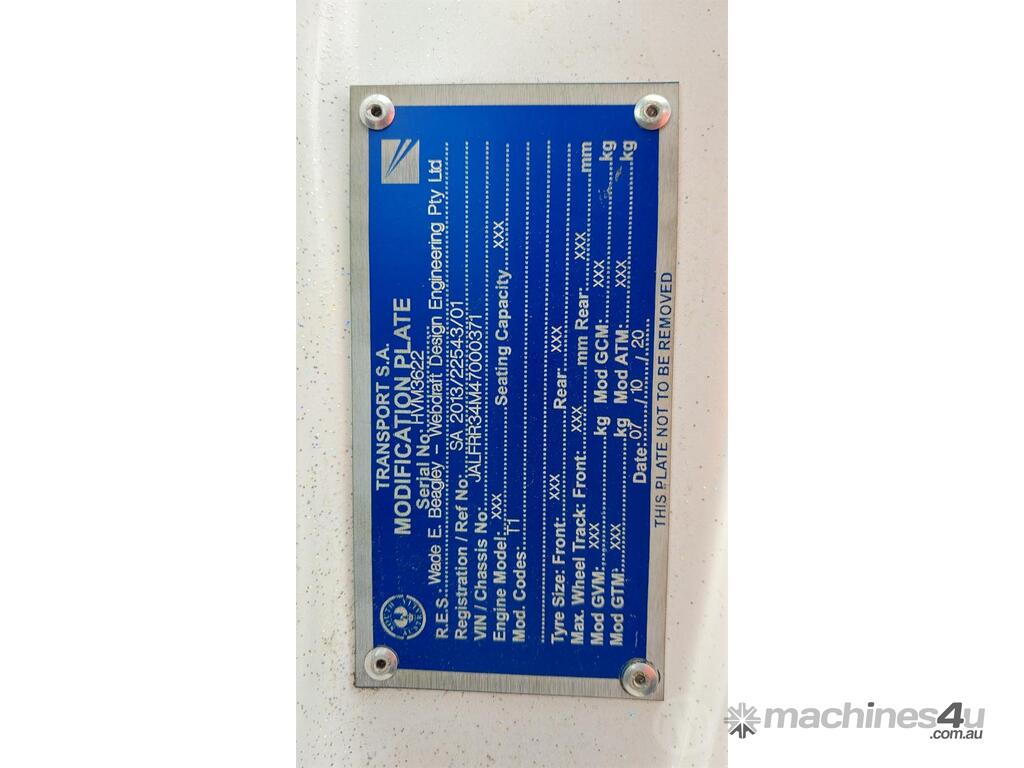 TRANSPORT S.A.
MODIFICATION PLATE
Serial No. HVM3622
R.E.S. Wade E. Beagley – Webdraft Design Engineering Pty Ltd
Registration / Ref No: SA 2013/22543/01
VIN / Chassis No: JALFRR34M47000371
Engine Model: XXX Seating Capacity XXX
Mod. Codes: T1
Tyre Size: Front: XXX Rear: XXX
Max. Wheel Track: Front: XXX mm Rear: XXX mm
Mod GVM: XXX kg Mod GCM: XXX kg
Mod GTM: XXX kg Mod ATM: XXX kg
Date: 07 / 10 / 20
THIS PLATE NOT TO BE REMOVED
machines4u
.com.au